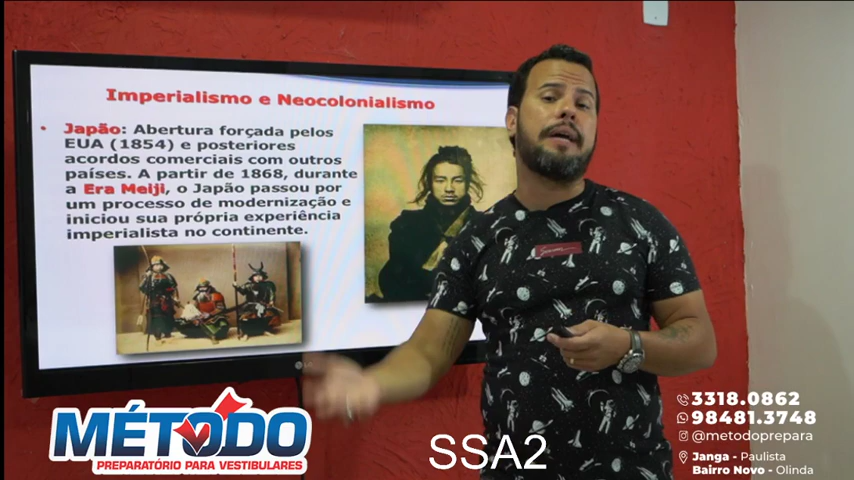 Imperialismo e Neocolonialismo
• Japão: Abertura forçada pelos
EUA (1854) e posteriores
acordos comerciais com outros
países. A partir de 1868, durante
a Era Meiji, o Japão passou por
um processo de modernização e
iniciou sua própria experiência
imperialista no continente.
LG
MÉTODO
PREPARATÓRIO PARA VESTIBULARES
SSA2
3318.0862
98481.3748
@metodoprepara
Janga - Paulista
Bairro Novo - Olinda